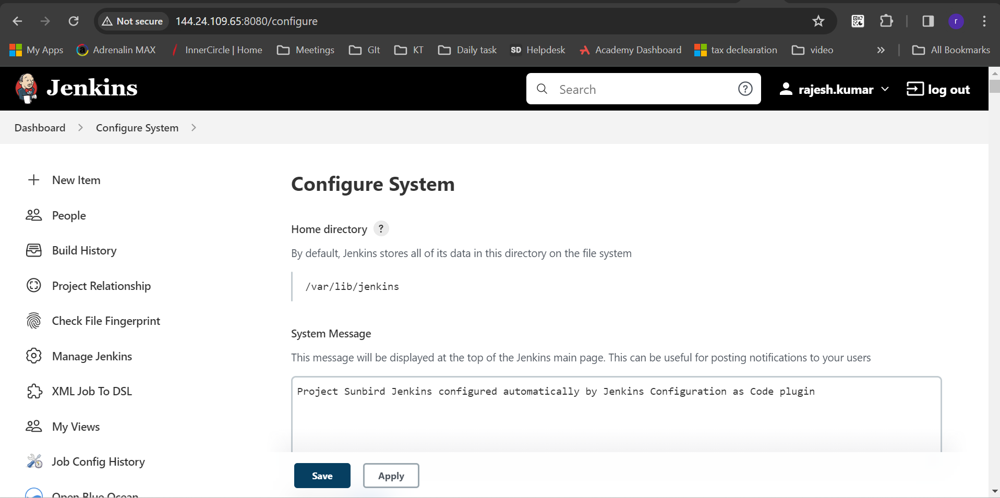 Not secure 144.24.109.65:8080/configure r
My Apps Adrenalin MAX InnerCircle | Home Meetings GIt KT Daily task SD Helpdesk Academy Dashboard tax declearation video » All Bookmarks
Jenkins Search ? rajesh.kumar log out
Dashboard Configure System
New Item
People
Build History
Project Relationship
Check File Fingerprint
Manage Jenkins
XML Job To DSL
My Views
Job Config History
Open Blue Ocean
Configure System
Home directory ?
By default, Jenkins stores all of its data in this directory on the file system
/var/lib/jenkins
System Message
This message will be displayed at the top of the Jenkins main page. This can be useful for posting notifications to your users
Project Sunbird Jenkins configured automatically by Jenkins Configuration as Code plugin
Save Apply